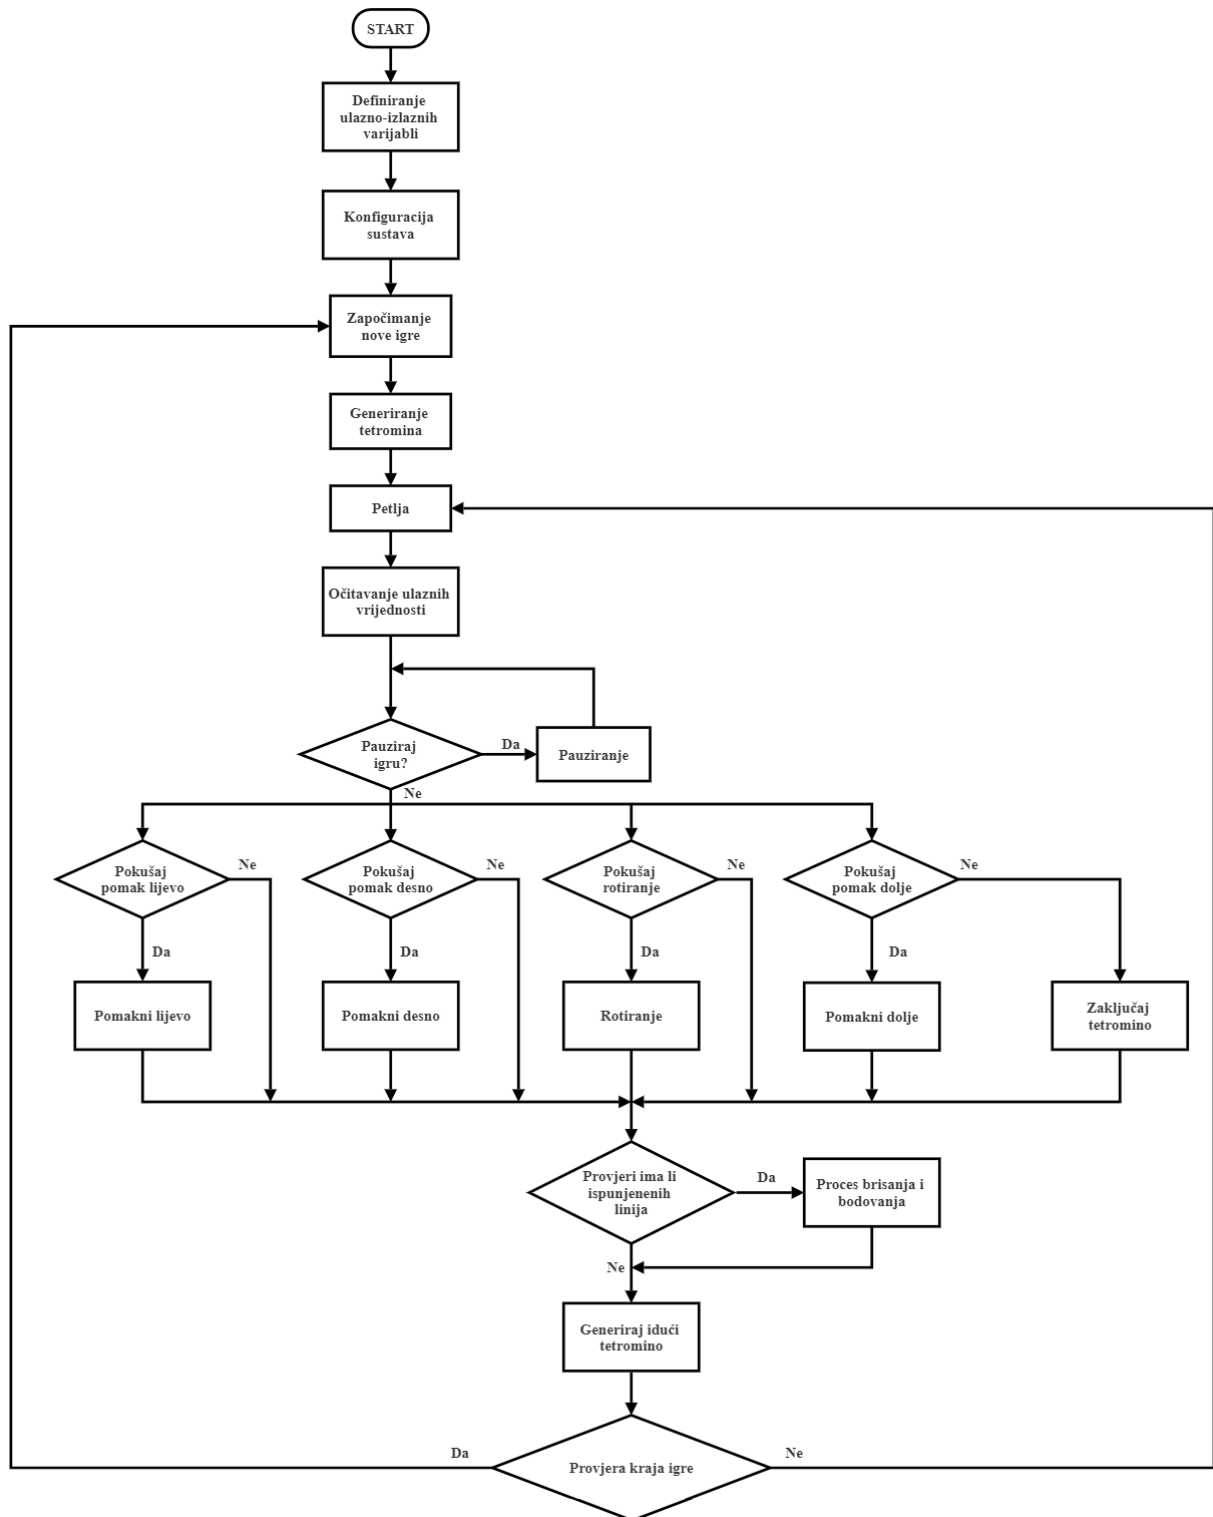 START
Definiranje
ulazno-izlaznih
varijabli
Konfiguracija
sustava
Započimanje
nove igre
Generiranje
tetromina
Petlja
Očitavanje ulaznih
vrijednosti
Pauziraj
igru?
Da
Pauziranje
Ne
Pokušaj
pomak lijevo
Ne
Pokušaj
pomak desno
Ne
Pokušaj
rotiranje
Ne
Pokušaj
pomak dolje
Ne
Da
Da
Da
Da
Pomakni lijevo
Pomakni desno
Rotiranje
Pomakni dolje
Zaključaj
tetromino
Provjeri ima li
ispunjenenih
linija
Da
Proces brisanja i
bodovanja
Ne
Generiraj idući
tetromino
Da
Provjera kraja igre
Ne